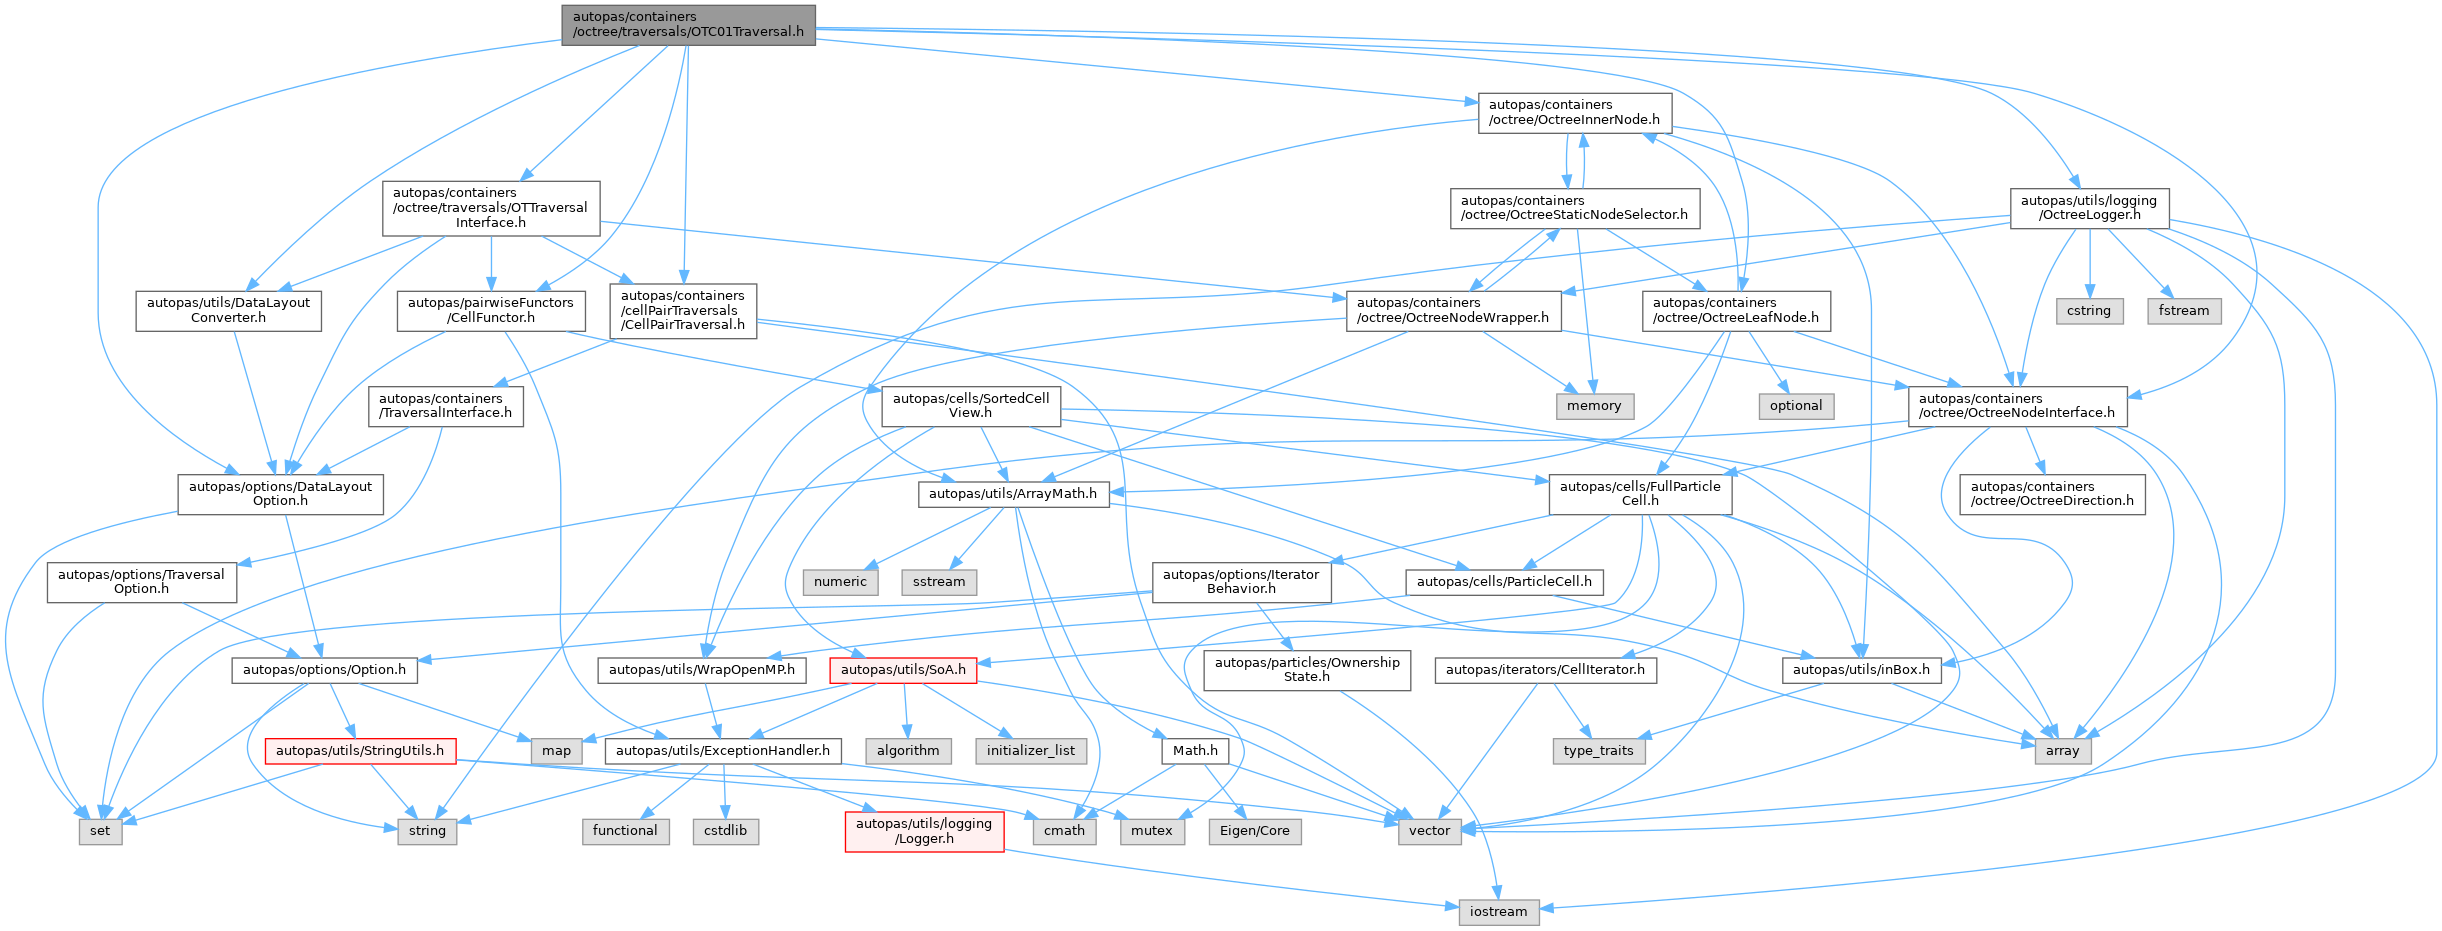 autopas/containers
/octree/traversals/OTC01Traversal.h
autopas/containers
/octree/OctreeInnerNode.h
autopas/containers
/octree/traversals/OTTraversal
Interface.h
autopas/containers
/octree/OctreeStaticNodeSelector.h
autopas/utils/logging
/OctreeLogger.h
autopas/utils/DataLayout
Converter.h
autopas/pairwiseFunctors
/CellFunctor.h
autopas/containers
/cellPairTraversals
/CellPairTraversal.h
autopas/containers
/octree/OctreeNodeWrapper.h
autopas/containers
/octree/OctreeLeafNode.h
cstring
fstream
autopas/containers
/TraversalInterface.h
autopas/cells/SortedCell
View.h
memory
optional
autopas/containers
/octree/OctreeNodeInterface.h
autopas/options/DataLayout
Option.h
autopas/utils/ArrayMath.h
autopas/cells/FullParticle
Cell.h
autopas/containers
/octree/OctreeDirection.h
autopas/options/Traversal
Option.h
numeric
sstream
autopas/options/Iterator
Behavior.h
autopas/cells/ParticleCell.h
autopas/options/Option.h
autopas/utils/WrapOpenMP.h
autopas/utils/SoA.h
autopas/particles/Ownership
State.h
autopas/iterators/CellIterator.h
autopas/utils/inBox.h
autopas/utils/StringUtils.h
map
autopas/utils/ExceptionHandler.h
algorithm
initializer_list
Math.h
type_traits
array
set
string
functional
cstdlib
autopas/utils/logging
/Logger.h
cmath
mutex
Eigen/Core
vector
iostream